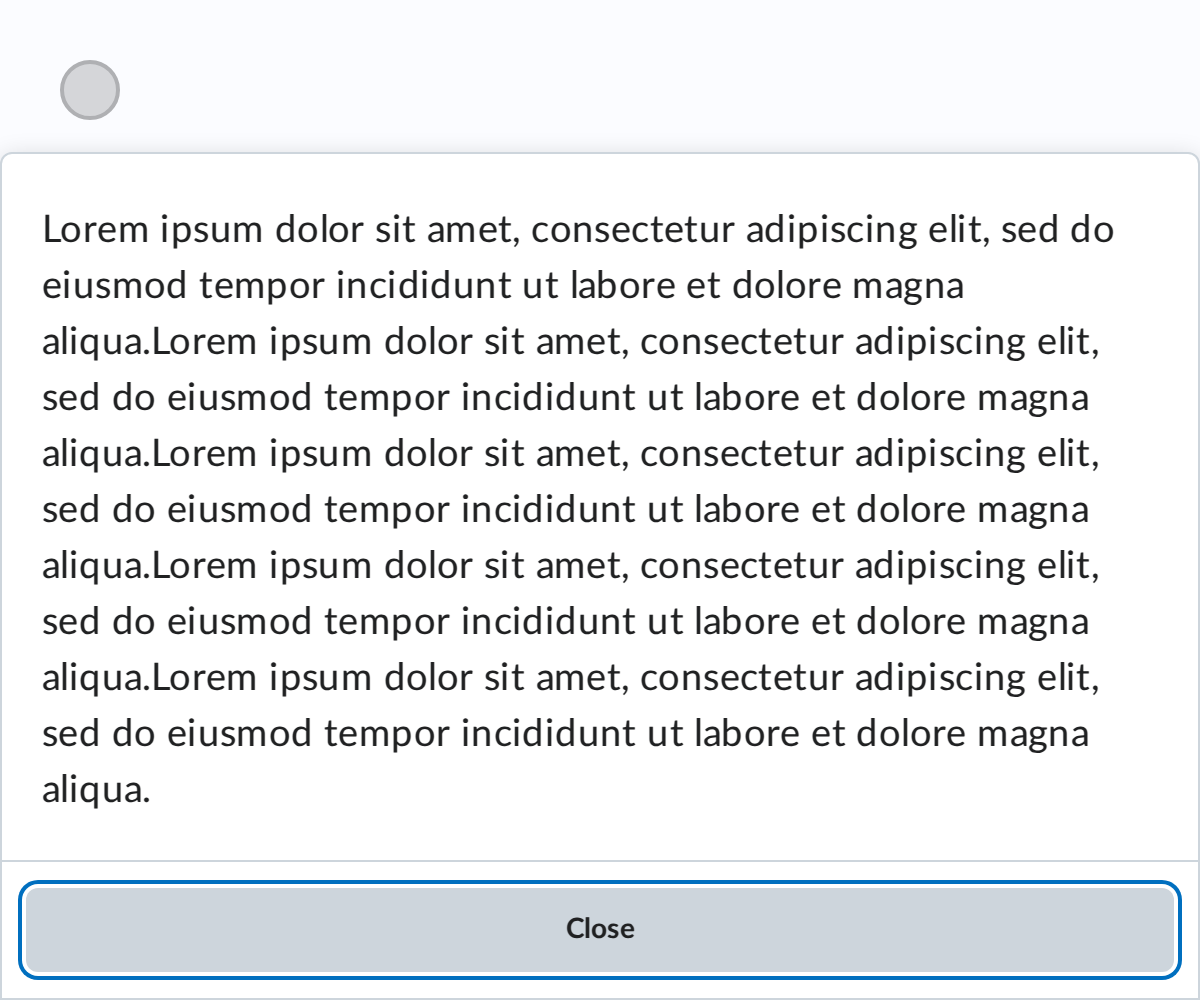 Lorem ipsum dolor sit amet, consectetur adipiscing elit, sed do
eiusmod tempor incididunt ut labore et dolore magna
aliqua.Lorem ipsum dolor sit amet, consectetur adipiscing elit,
sed do eiusmod tempor incididunt ut labore et dolore magna
aliqua.Lorem ipsum dolor sit amet, consectetur adipiscing elit,
sed do eiusmod tempor incididunt ut labore et dolore magna
aliqua.Lorem ipsum dolor sit amet, consectetur adipiscing elit,
sed do eiusmod tempor incididunt ut labore et dolore magna
aliqua.Lorem ipsum dolor sit amet, consectetur adipiscing elit,
sed do eiusmod tempor incididunt ut labore et dolore magna
aliqua.
Close